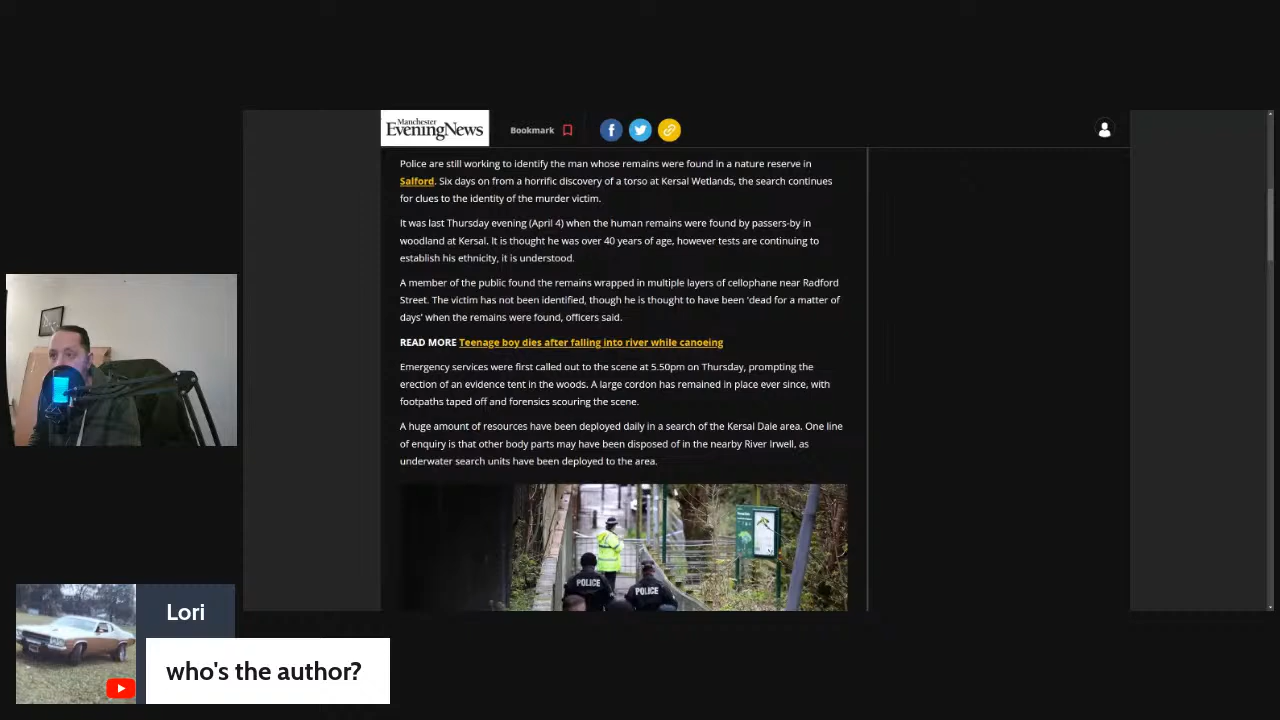 Manchester
EveningNews
Bookmark
Police are still working to identify the man whose remains were found in a nature reserve in
Salford. Six days on from a horrific discovery of a torso at Kersal Wetlands, the search continues
for clues to the identity of the murder victim.
It was last Thursday evening (April 4) when the human remains were found by passers-by in
woodland at Kersal. It is thought he was over 40 years of age, however tests are continuing to
establish his ethnicity, it is understood.
A member of the public found the remains wrapped in multiple layers of cellophane near Radford
Street. The victim has not been identified, though he is thought to have been ‘dead for a matter of
days’ when the remains were found, officers said.
READ MORE Teenage boy dies after falling into river while canoeing
Emergency services were first called out to the scene at 5.50pm on Thursday, prompting the
erection of an evidence tent in the woods. A large cordon has remained in place ever since, with
footpaths taped off and forensics scouring the scene.
A huge amount of resources have been deployed daily in a search of the Kersal Dale area. One line
of enquiry is that other body parts may have been disposed of in the nearby River Irwell, as
underwater search units have been deployed to the area.
POLICE
POLICE
Lori
who's the author?